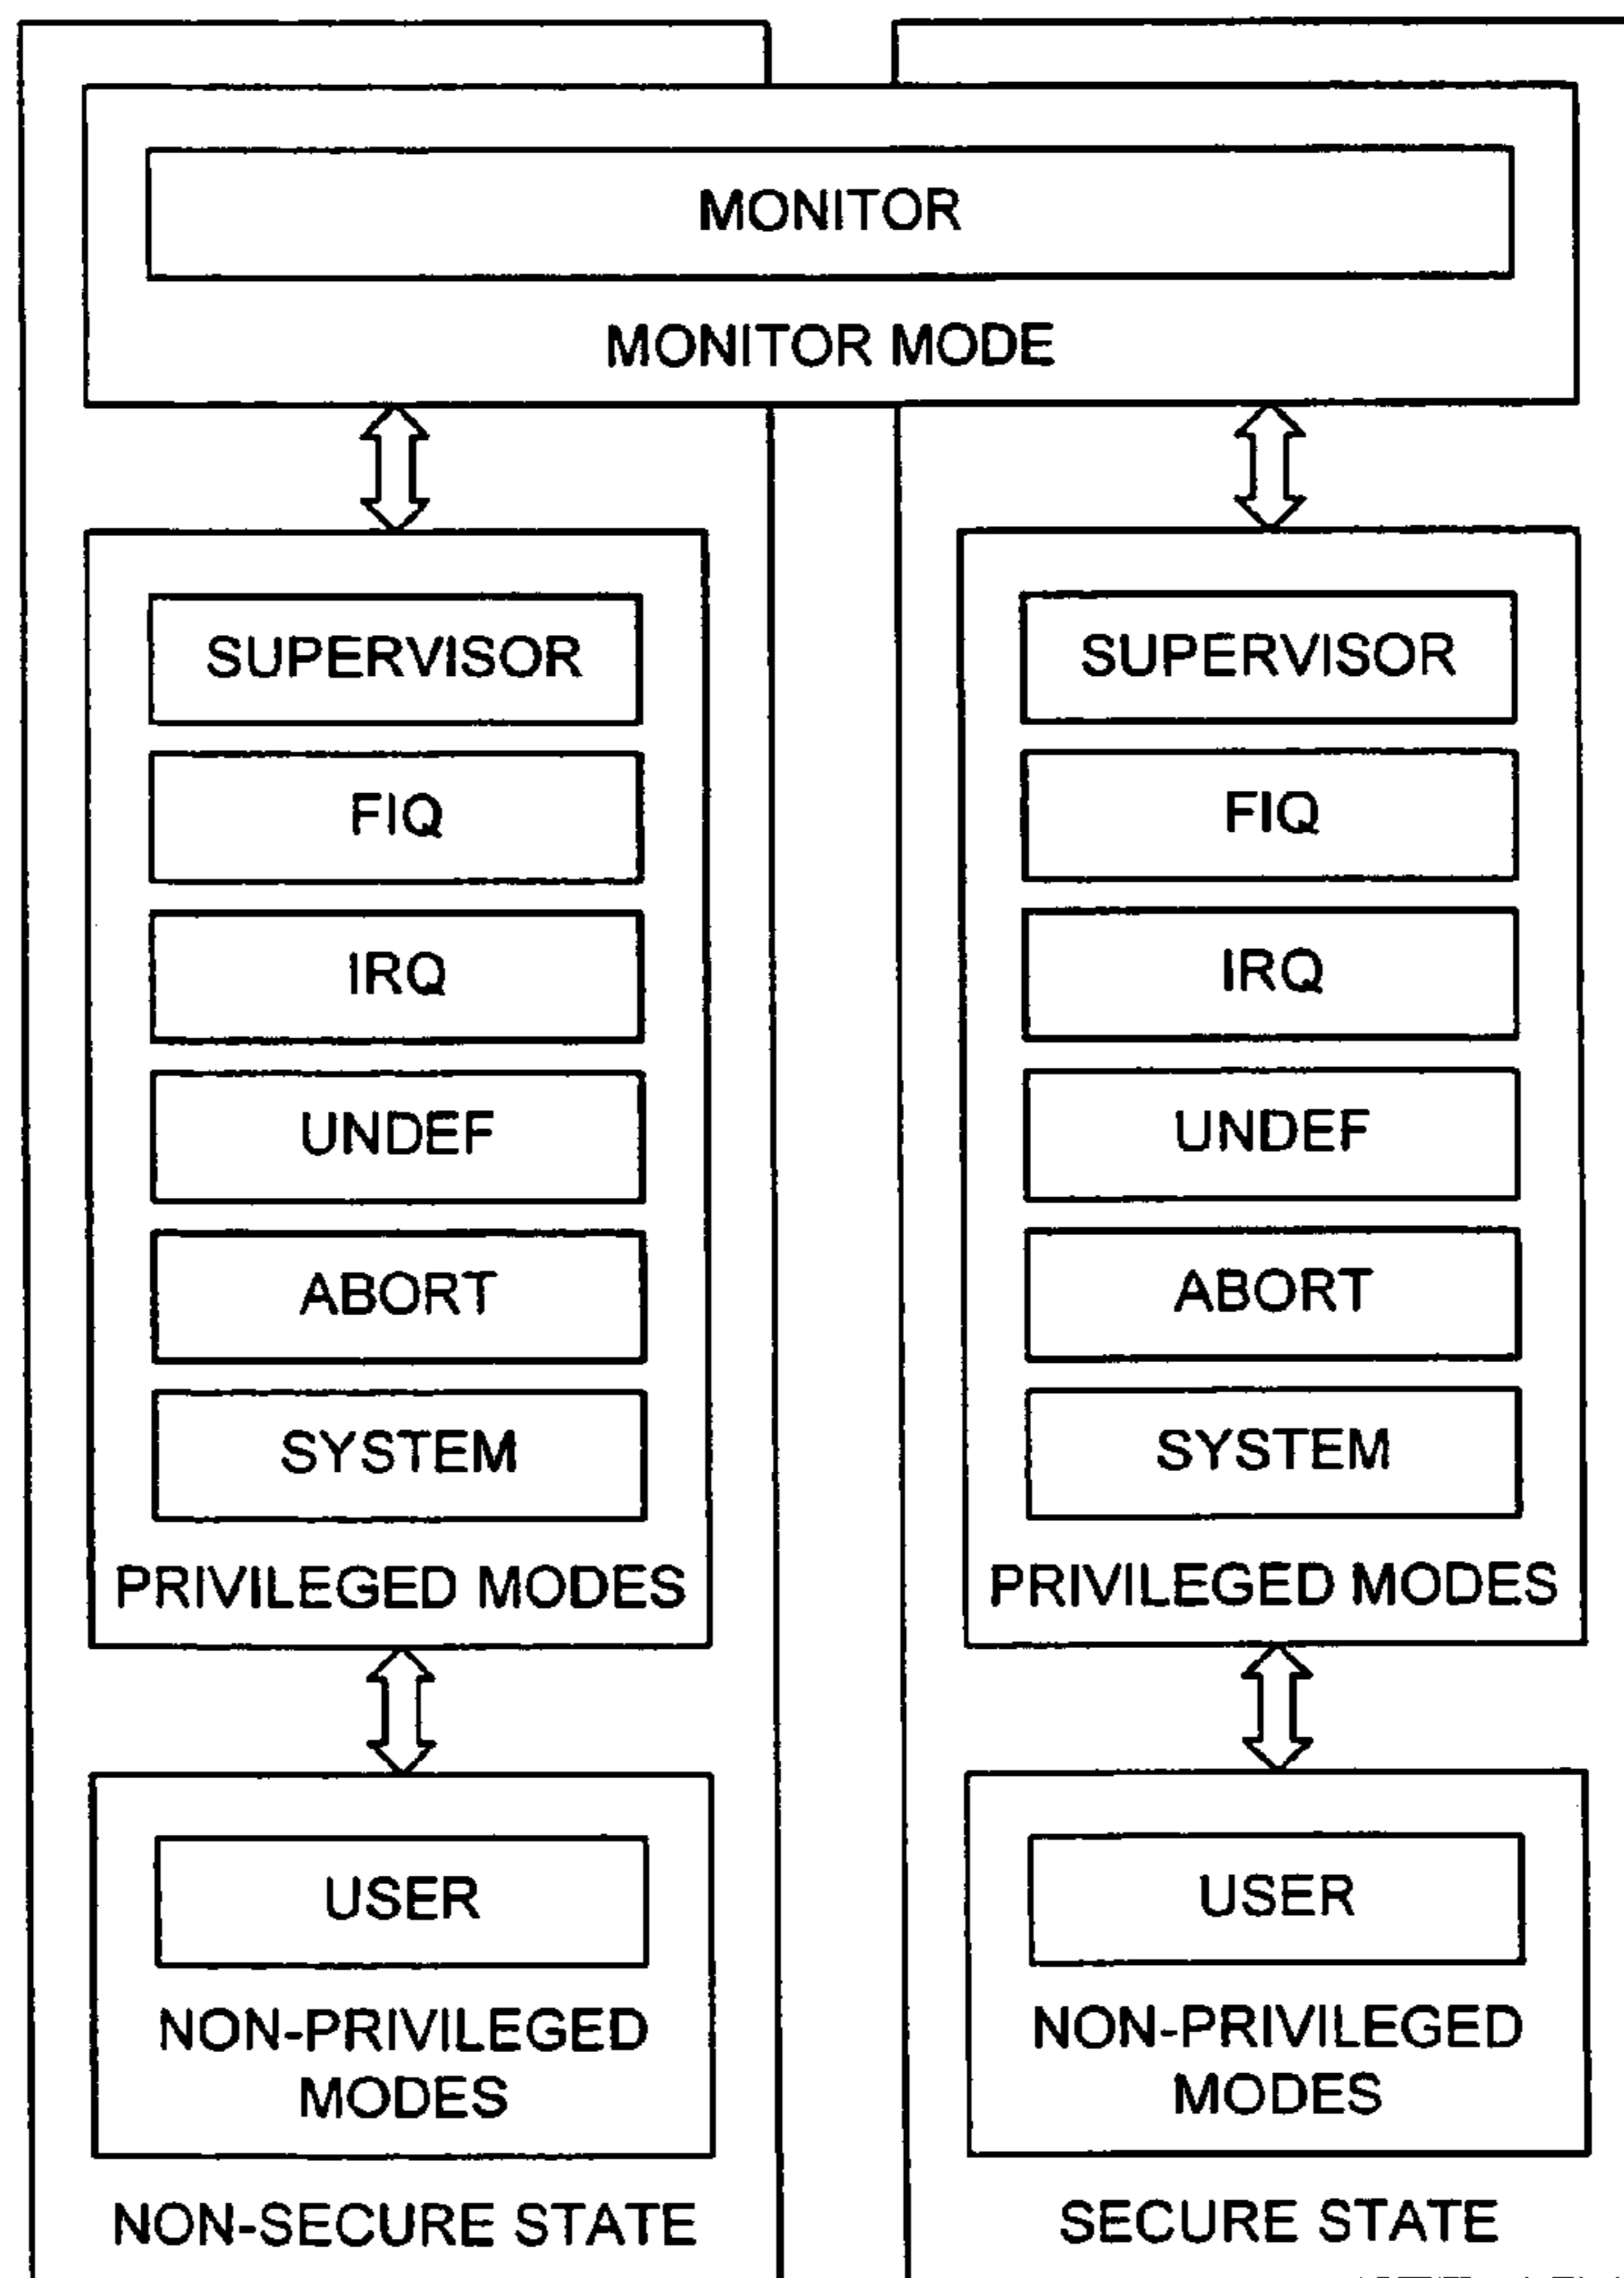 MONITOR
MONITOR MODE
SUPERVISOR
FIQ
IRQ
UNDEF
ABORT
SYSTEM
PRIVILEGED MODES
USER
NON-PRIVILEGED
MODES
NON-SECURE STATE
SUPERVISOR
FIQ
IRQ
UNDEF
ABORT
SYSTEM
PRIVILEGED MODES
USER
NON-PRIVILEGED
MODES
SECURE STATE